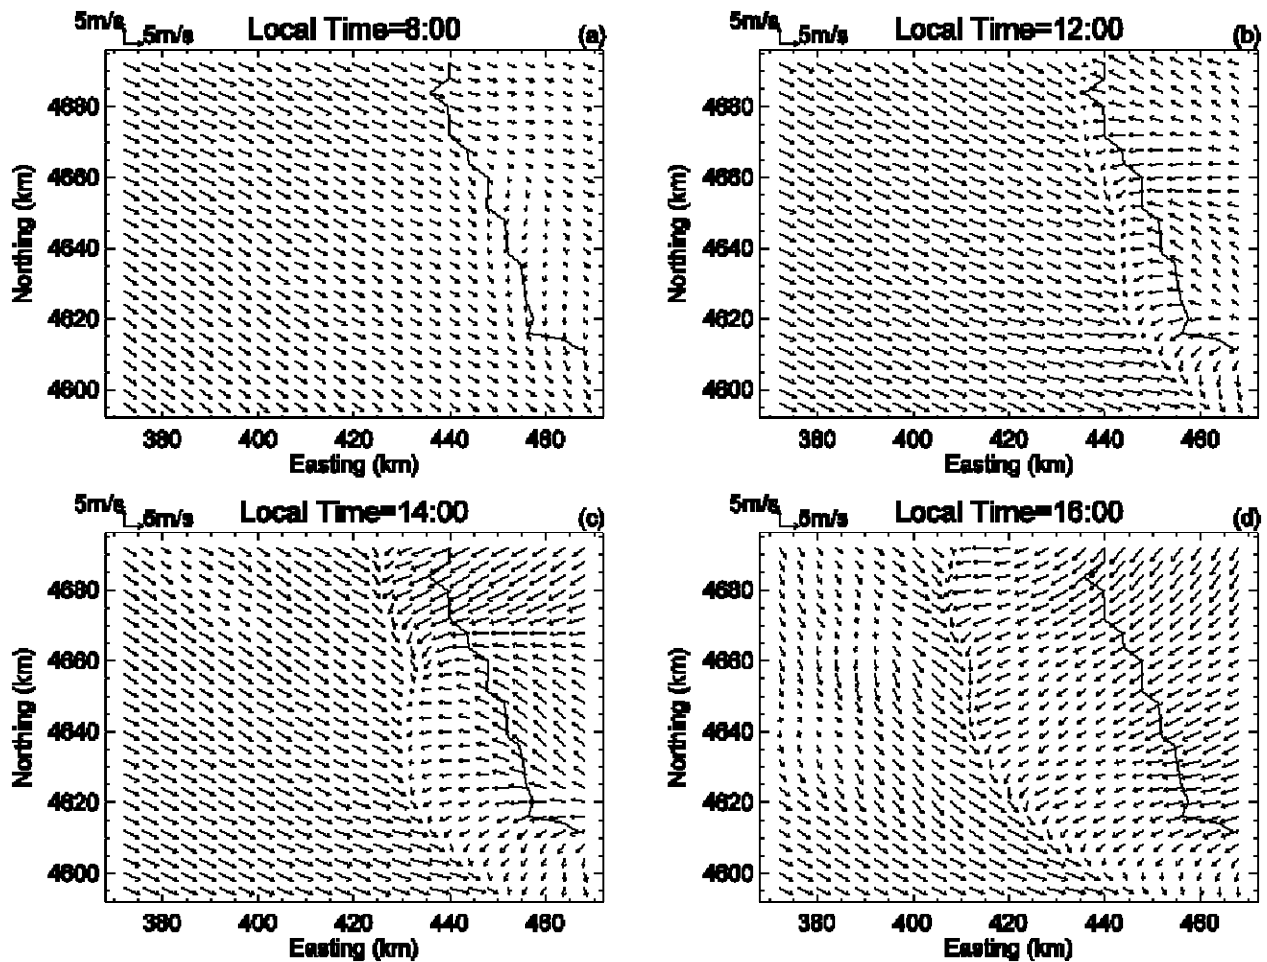 5m/s
5m/s
Local Time=8:00
(a)
4680
4660
4640
4620
4600
Northing (km)
380 400 420 440 460
Easting (km)
5m/s
5m/s
Local Time=12:00
(b)
4680
4660
4640
4620
4600
Northing (km)
380 400 420 440 460
Easting (km)
5m/s
5m/s
Local Time=14:00
(c)
4680
4660
4640
4620
4600
Northing (km)
380 400 420 440 460
Easting (km)
5m/s
5m/s
Local Time=16:00
(d)
4680
4660
4640
4620
4600
Northing (km)
380 400 420 440 460
Easting (km)